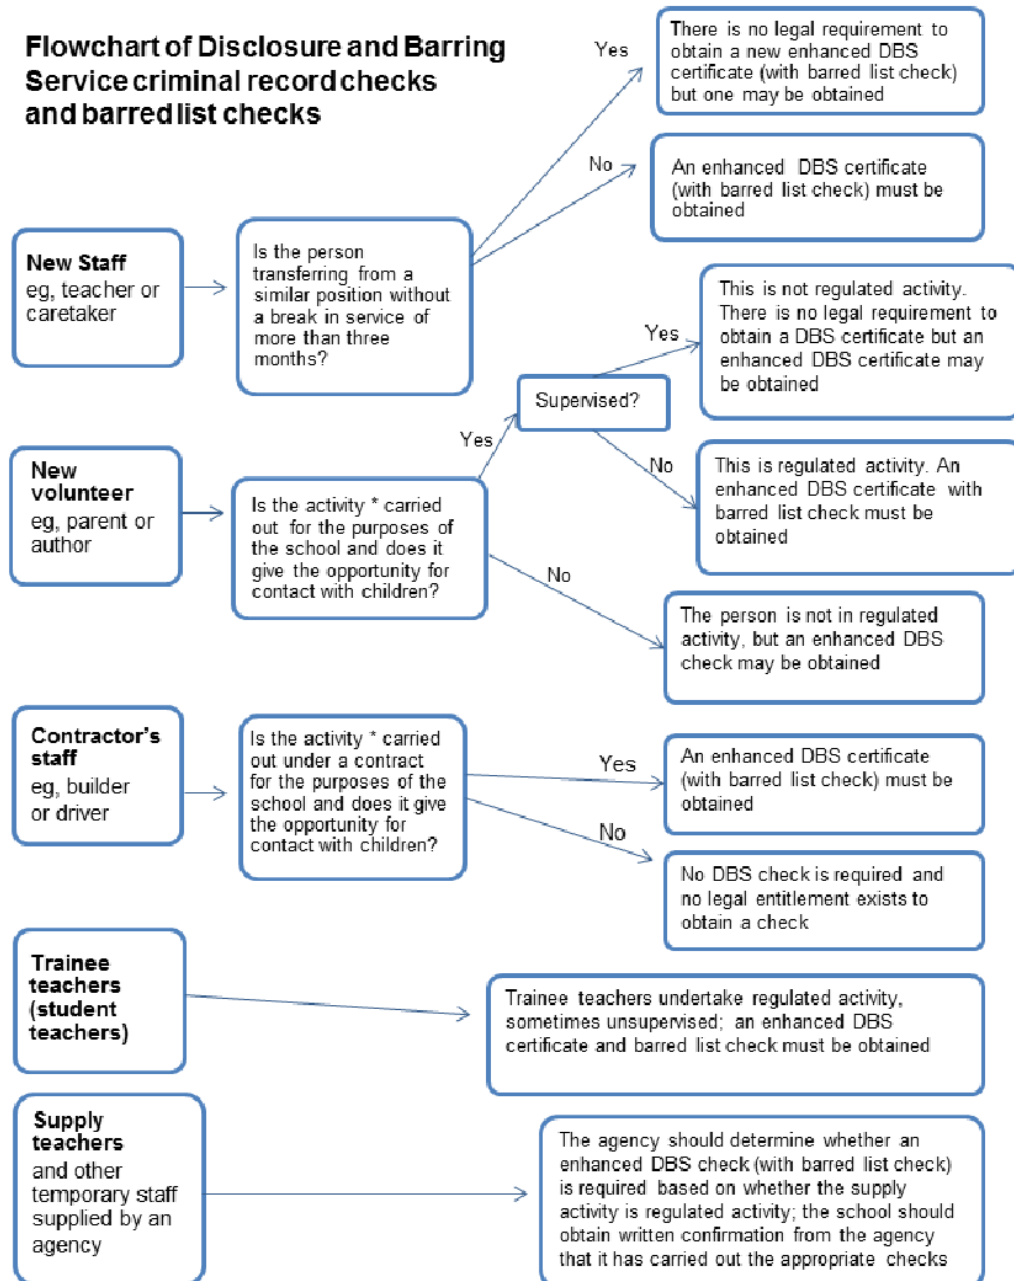 Flowchart of Disclosure and Barring
Service criminal record checks
and barred list checks
Yes
There is no legal requirement to
obtain a new enhanced DBS
certificate (with barred list check)
but one may be obtained
No
An enhanced DBS certificate
(with barred list check) must be
obtained
New Staff
eg, teacher or
caretaker
Is the person
transferring from a
similar position without
a break in service of
more than three
months?
Supervised?
Yes
This is not regulated activity.
There is no legal requirement to
obtain a DBS certificate but an
enhanced DBS certificate may
be obtained
Yes
No
This is regulated activity. An
enhanced DBS certificate with
barred list check must be
obtained
New
volunteer
eg, parent or
author
Is the activity * carried
out for the purposes of
the school and does it
give the opportunity for
contact with children?
No
The person is not in regulated
activity, but an enhanced DBS
check may be obtained
Contractor's
staff
eg, builder
or driver
Is the activity * carried
out under a contract
for the purposes of the
school and does it give
the opportunity for
contact with children?
Yes
An enhanced DBS certificate
(with barred list check) must be
obtained
No
No DBS check is required and
no legal entitlement exists to
obtain a check
Trainee
teachers
(student
teachers)
Trainee teachers undertake regulated activity,
sometimes unsupervised; an enhanced DBS
certificate and barred list check must be obtained
Supply
teachers
and other
temporary staff
supplied by an
agency
The agency should determine whether an
enhanced DBS check (with barred list check)
is required based on whether the supply
activity is regulated activity; the school should
obtain written confirmation from the agency
that it has carried out the appropriate checks